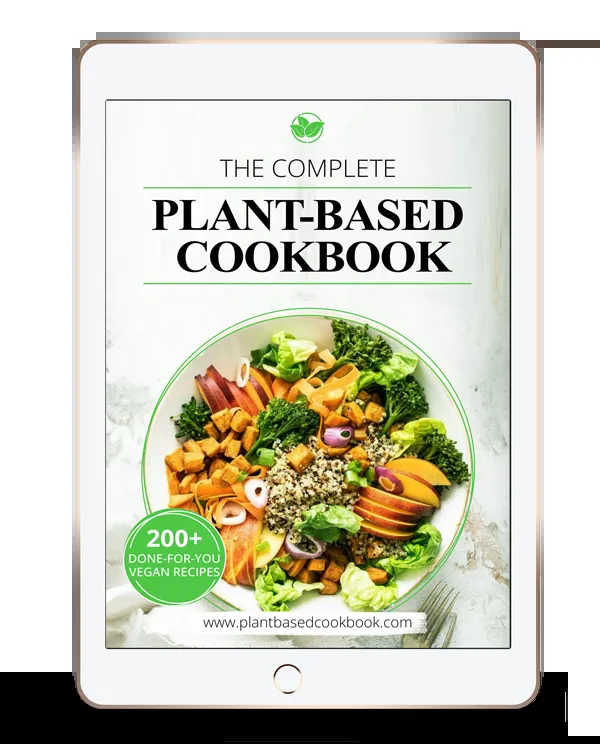 THE COMPLETE
PLANT-BASED
COOKBOOK
200+
DONE-FOR-YOU
VEGAN RECIPES
www.plantbasedcookbook.com